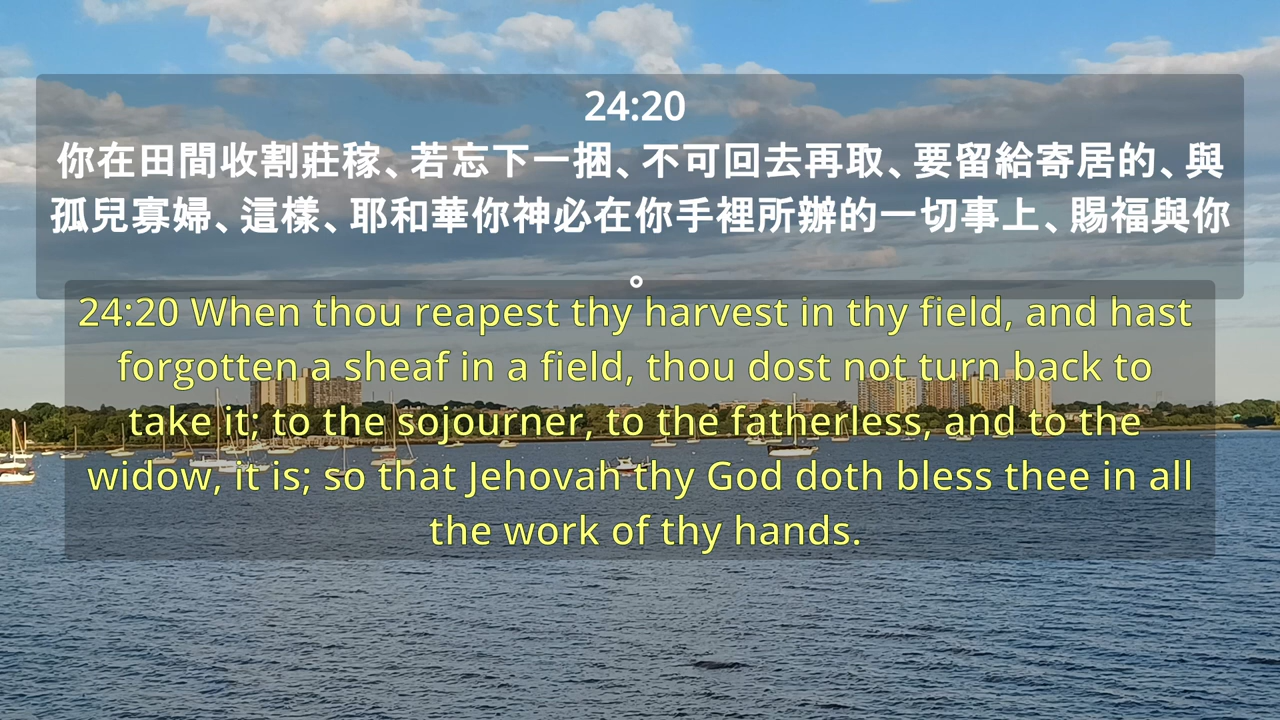 24:20
你在田間收割莊稼、若忘下一捆、不可回去再取、要留給寄居的、與
孤兒寡婦、這樣、耶和華你神必在你手裡所辦的一切事上、賜福與你
。
24:20 When thou reapest thy harvest in thy field, and hast
forgotten a sheaf in a field, thou dost not turn back to
take it; to the sojourner, to the fatherless, and to the
widow, it is; so that Jehovah thy God doth bless thee in all
the work of thy hands.